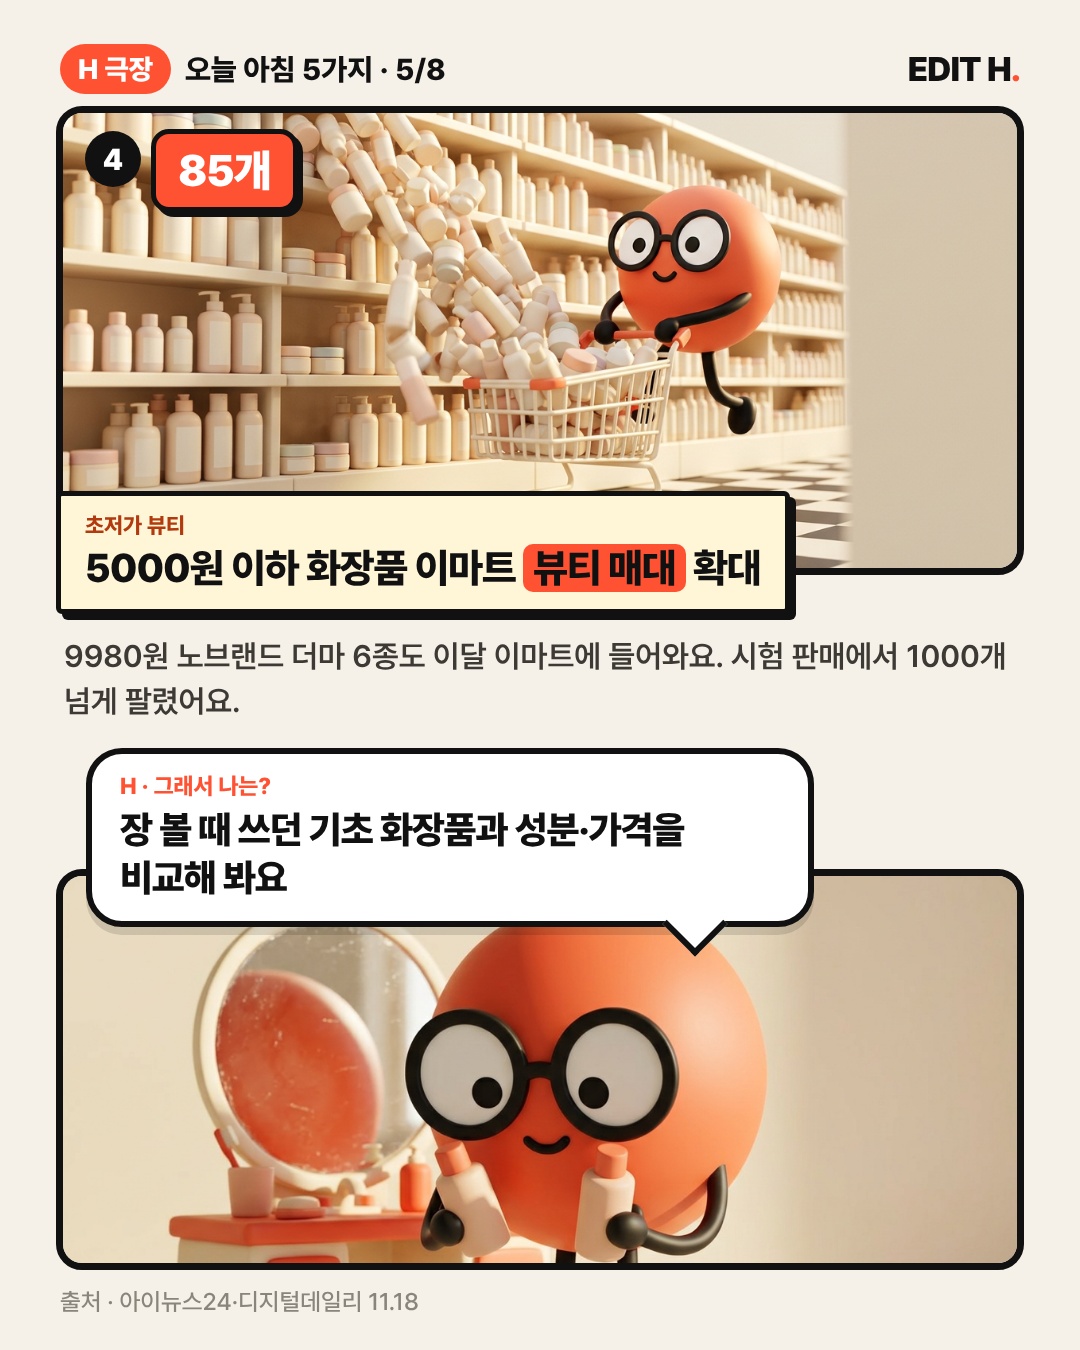 H 극장 오늘 아침 5가지 · 5/8
EDIT H.
4
85개
초저가 뷰티
5000원 이하 화장품 이마트 뷰티 매대 확대
9980원 노브랜드 더마 6종도 이달 이마트에 들어와요. 시험 판매에서 1000개
넘게 팔렸어요.
H · 그래서 나는?
장 볼 때 쓰던 기초 화장품과 성분·가격을
비교해 봐요
출처 · 아이뉴스24·디지털데일리 11.18